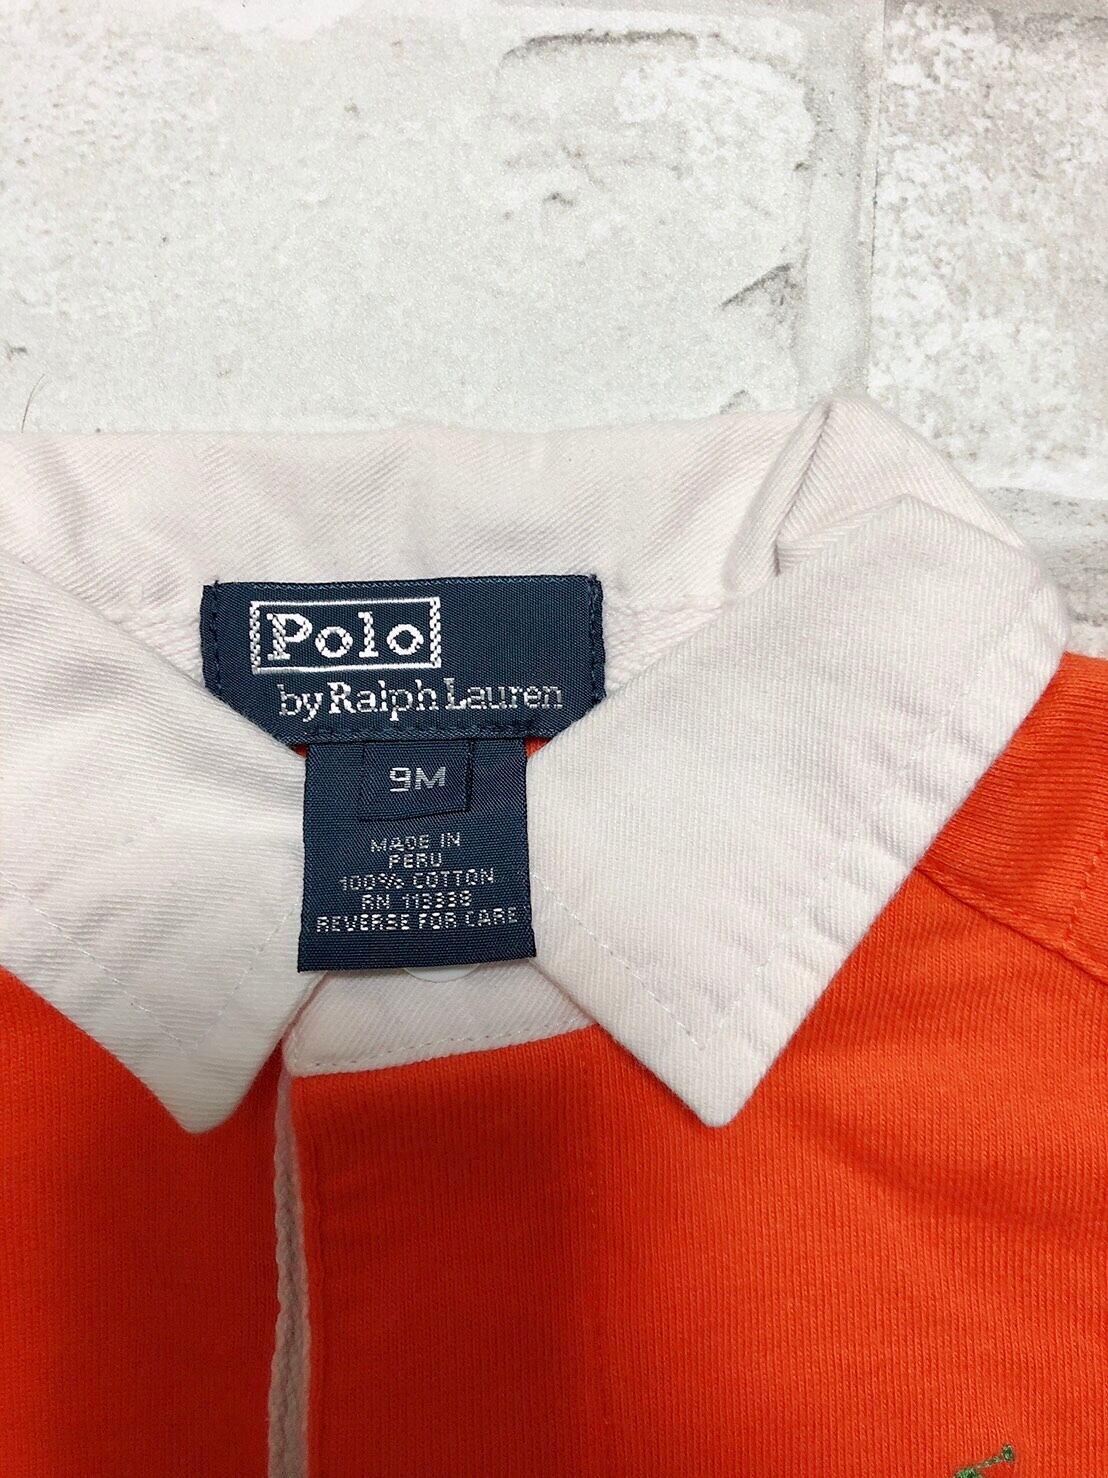 Polo
by Ralph Lauren
9M
MADE IN
PERU
100% COTTON
RN 113338
REVERSE FOR CARE